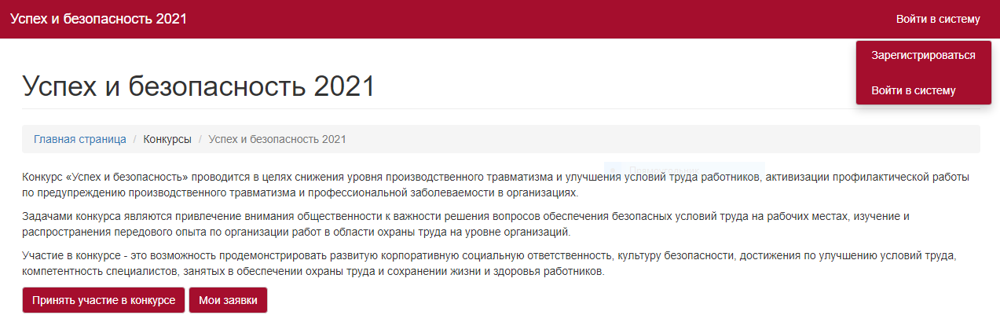 Успех и безопасность 2021
Войти в систему
Зарегистрироваться
Войти в систему
Успех и безопасность 2021
Главная страница / Конкурсы / Успех и безопасность 2021
Прямоугольник
Конкурс «Успех и безопасность» проводится в целях снижения уровня производственного травматизма и улучшения условий труда работников, активизации профилактической работы
по предупреждению производственного травматизма и профессиональной заболеваемости в организациях.
Задачами конкурса являются привлечение внимания общественности к важности решения вопросов обеспечения безопасных условий труда на рабочих местах, изучение и
распространения передового опыта по организации работ в области охраны труда на уровне организаций.
Участие в конкурсе - это возможность продемонстрировать развитую корпоративную социальную ответственность, культуру безопасности, достижения по улучшению условий труда,
компетентность специалистов, занятых в обеспечении охраны труда и сохранении жизни и здоровья работников.
Принять участие в конкурсе Мои заявки